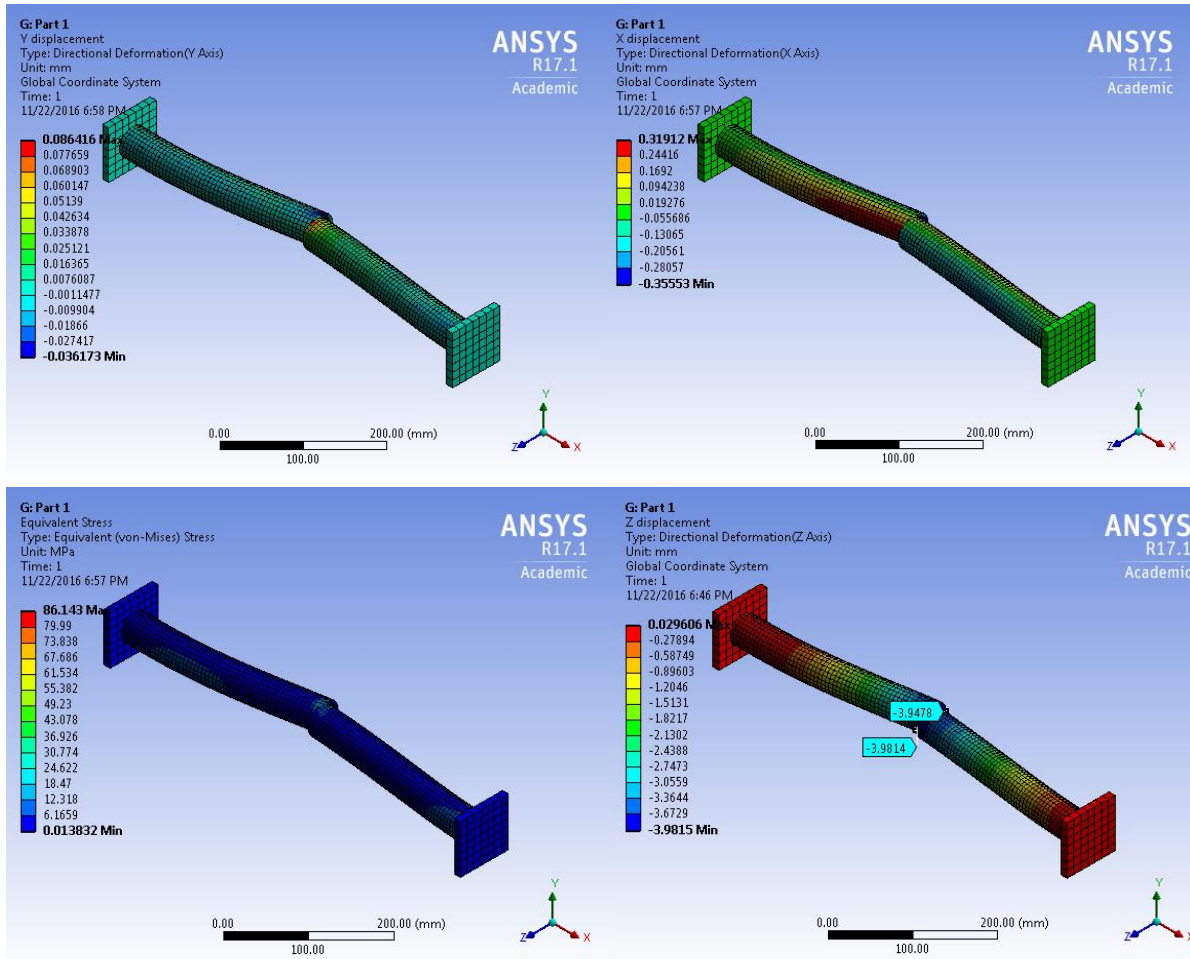 G: Part 1
Y displacement
Type: Directional Deformation(Y Axis)
Unit: mm
Global Coordinate System
Time: 1
11/22/2016 6:58 PM
ANSYS
R17.1
Academic
0.086416 Max
0.077659
0.068903
0.060147
0.05139
0.042634
0.033878
0.025121
0.016365
0.0076087
-0.0011477
-0.009904
-0.01866
-0.027417
-0.036173 Min
0.00
200.00 (mm)
100.00
Y
Z
X
G: Part 1
X displacement
Type: Directional Deformation(X Axis)
Unit: mm
Global Coordinate System
Time: 1
11/22/2016 6:57 PM
ANSYS
R17.1
Academic
0.31912 Max
0.24416
0.1692
0.094238
0.019276
-0.055686
-0.13065
-0.20561
-0.28057
-0.35553 Min
0.00
200.00 (mm)
100.00
Y
Z
X
G: Part 1
Equivalent Stress
Type: Equivalent (von-Mises) Stress
Unit: MPa
Time: 1
11/22/2016 6:57 PM
ANSYS
R17.1
Academic
86.143 Max
79.99
73.838
67.686
61.534
55.382
49.23
43.078
36.926
30.774
24.622
18.47
12.318
6.1659
0.013832 Min
0.00
200.00 (mm)
100.00
Y
Z
X
G: Part 1
Z displacement
Type: Directional Deformation(Z Axis)
Unit: mm
Global Coordinate System
Time: 1
11/22/2016 6:46 PM
ANSYS
R17.1
Academic
0.029606 Max
-0.27894
-0.58749
-0.89603
-1.2046
-1.5131
-1.8217
-2.1302
-2.4388
-2.7473
-3.0559
-3.3644
-3.6729
-3.9815 Min
-3.9478
-3.9814
0.00
200.00 (mm)
100.00
Y
Z
X